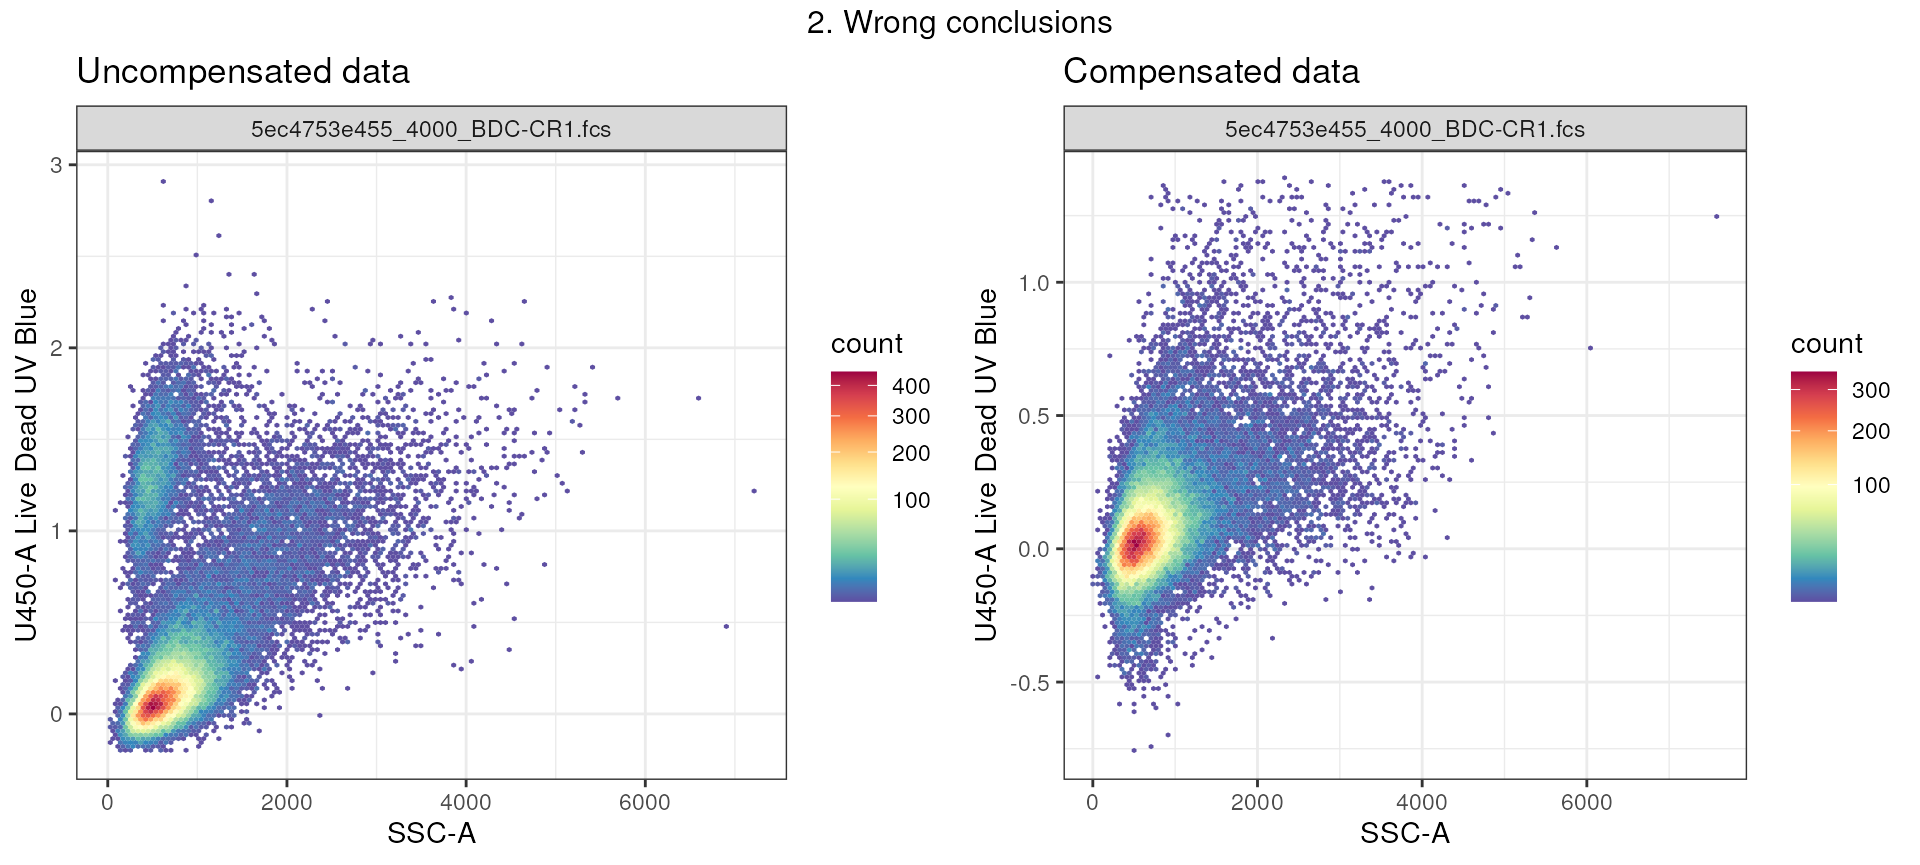 2. Wrong conclusions
Uncompensated data
5ec4753e455_4000_BDC-CR1.fcs
U450-A Live Dead UV Blue
3
2
1
0
0 2000 4000 6000
SSC-A
count
400
300
200
100
Compensated data
5ec4753e455_4000_BDC-CR1.fcs
U450-A Live Dead UV Blue
1.0
0.5
0.0
-0.5
0 2000 4000 6000
SSC-A
count
300
200
100